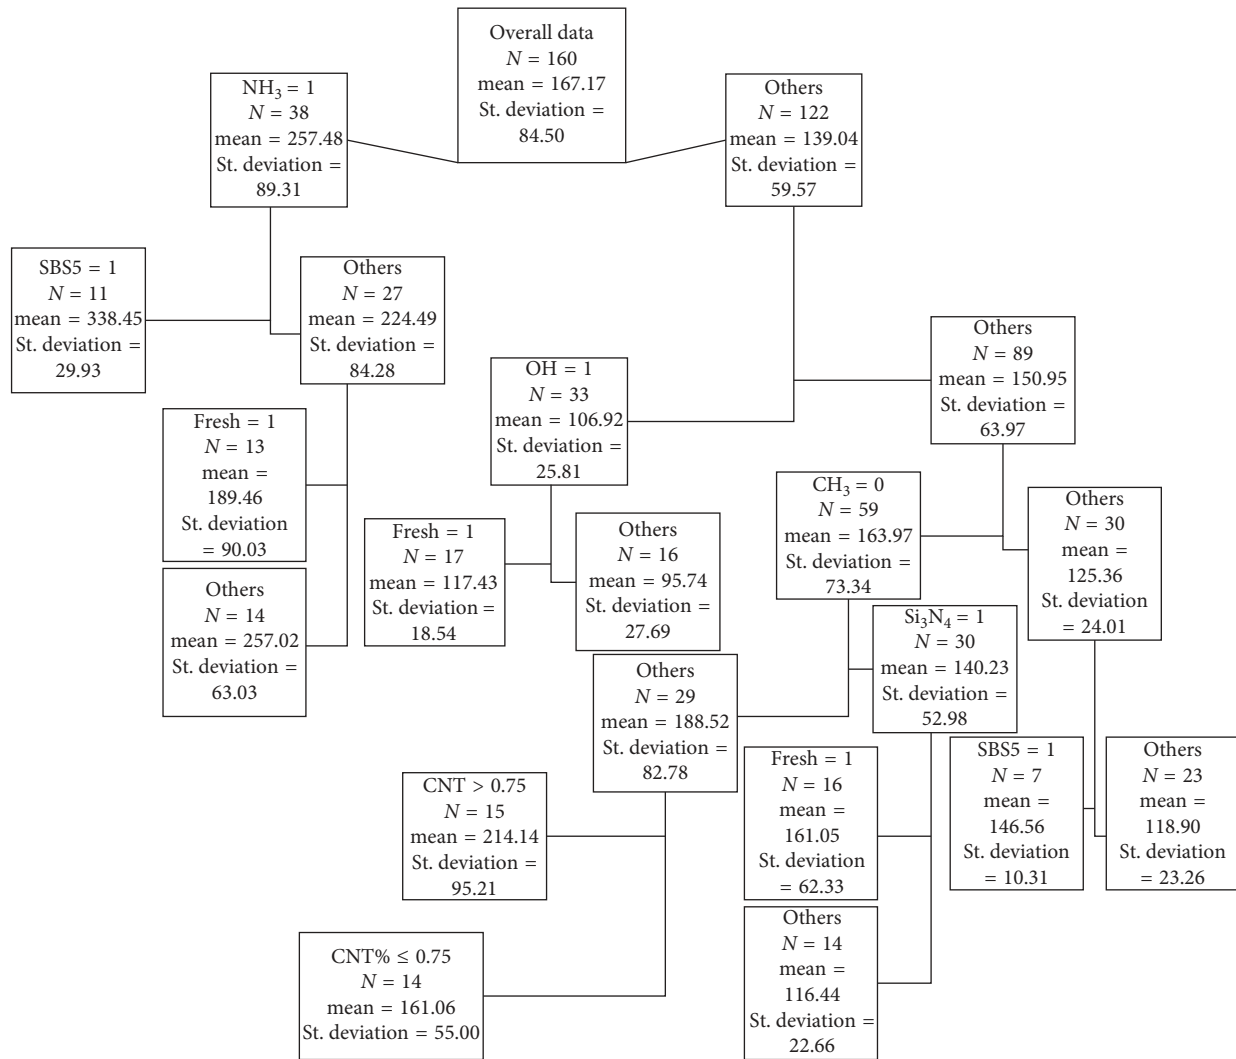 Overall data
N = 160
mean = 167.17
St. deviation =
84.50
NH₃ = 1
N = 38
mean = 257.48
St. deviation =
89.31
Others
N = 122
mean = 139.04
St. deviation =
59.57
SBS5 = 1
N = 11
mean = 338.45
St. deviation =
29.93
Others
N = 27
mean = 224.49
St. deviation =
84.28
Others
N = 89
mean = 150.95
St. deviation =
63.97
OH = 1
N = 33
mean = 106.92
St. deviation =
25.81
Fresh = 1
N = 13
mean =
189.46
St. deviation
= 90.03
CH₃ = 0
N = 59
mean = 163.97
St. deviation =
73.34
Others
N = 30
mean =
125.36
St. deviation
= 24.01
Fresh = 1
N = 17
mean = 117.43
St. deviation =
18.54
Others
N = 16
mean = 95.74
St. deviation =
27.69
Others
N = 14
mean = 257.02
St. deviation =
63.03
Si₃N₄ = 1
N = 30
mean = 140.23
St. deviation =
52.98
Others
N = 29
mean = 188.52
St. deviation =
82.78
Fresh = 1
N = 16
mean =
161.05
St. deviation
= 62.33
SBS5 = 1
N = 7
mean =
146.56
St. deviation
= 10.31
Others
N = 23
mean =
118.90
St. deviation
= 23.26
CNT > 0.75
N = 15
mean = 214.14
St. deviation =
95.21
Others
N = 14
mean =
116.44
St. deviation =
22.66
CNT% ≤ 0.75
N = 14
mean = 161.06
St. deviation = 55.00